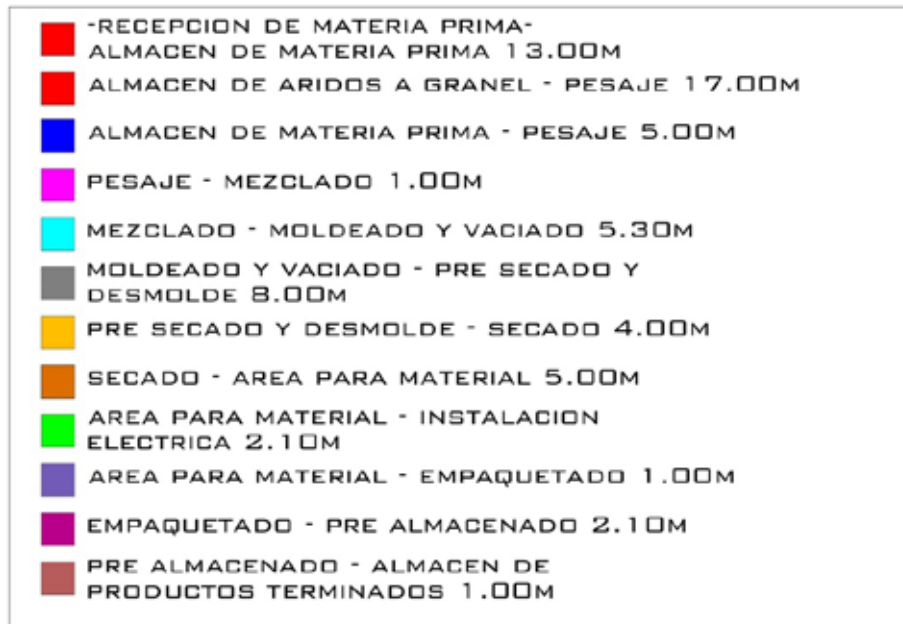 -RECEPCION DE MATERIA PRIMA-
ALMACEN DE MATERIA PRIMA 13.00M
ALMACEN DE ARIDOS A GRANEL - PESAJE 17.00M
ALMACEN DE MATERIA PRIMA - PESAJE 5.00M
PESAJE - MEZCLADO 1.00M
MEZCLADO - MOLDEADO Y VACIADO 5.30M
MOLDEADO Y VACIADO - PRE SECADO Y
DESMOLDE 8.00M
PRE SECADO Y DESMOLDE - SECADO 4.00M
SECADO - AREA PARA MATERIAL 5.00M
AREA PARA MATERIAL - INSTALACION
ELECTRICA 2.10M
AREA PARA MATERIAL - EMPAQUETADO 1.00M
EMPAQUETADO - PRE ALMACENADO 2.10M
PRE ALMACENADO - ALMACEN DE
PRODUCTOS TERMINADOS 1.00M